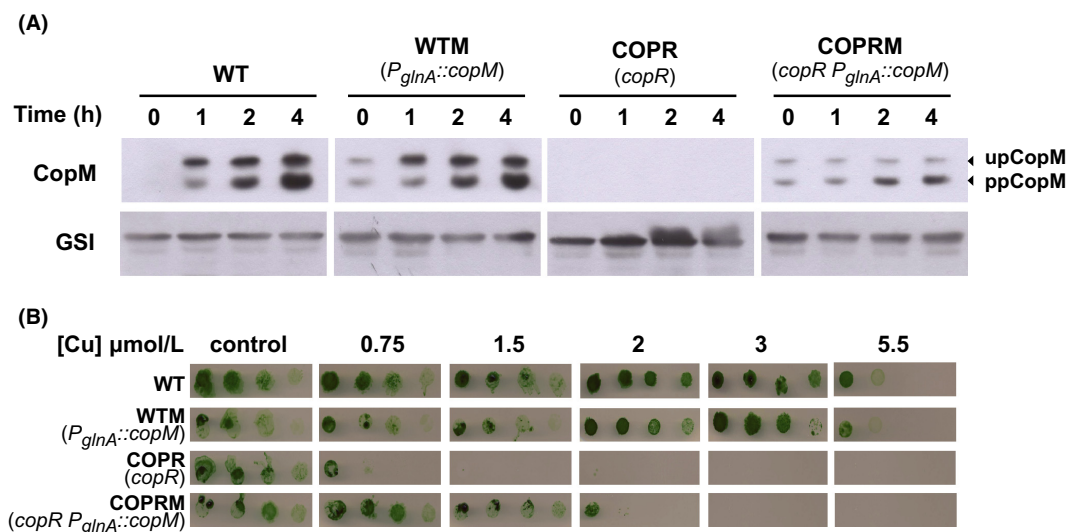 (A)
WT
WTM
(PglnA::copM)
COPR
(copR)
COPRM
(copR PglnA::copM)
Time (h) 0 1 2 4 0 1 2 4 0 1 2 4 0 1 2 4
CopM
upCopM
ppCopM
GSI
(B)
[Cu] µmol/L control 0.75 1.5 2 3 5.5
WT
WTM
(PglnA::copM)
COPR
(copR)
COPRM
(copR PglnA::copM)